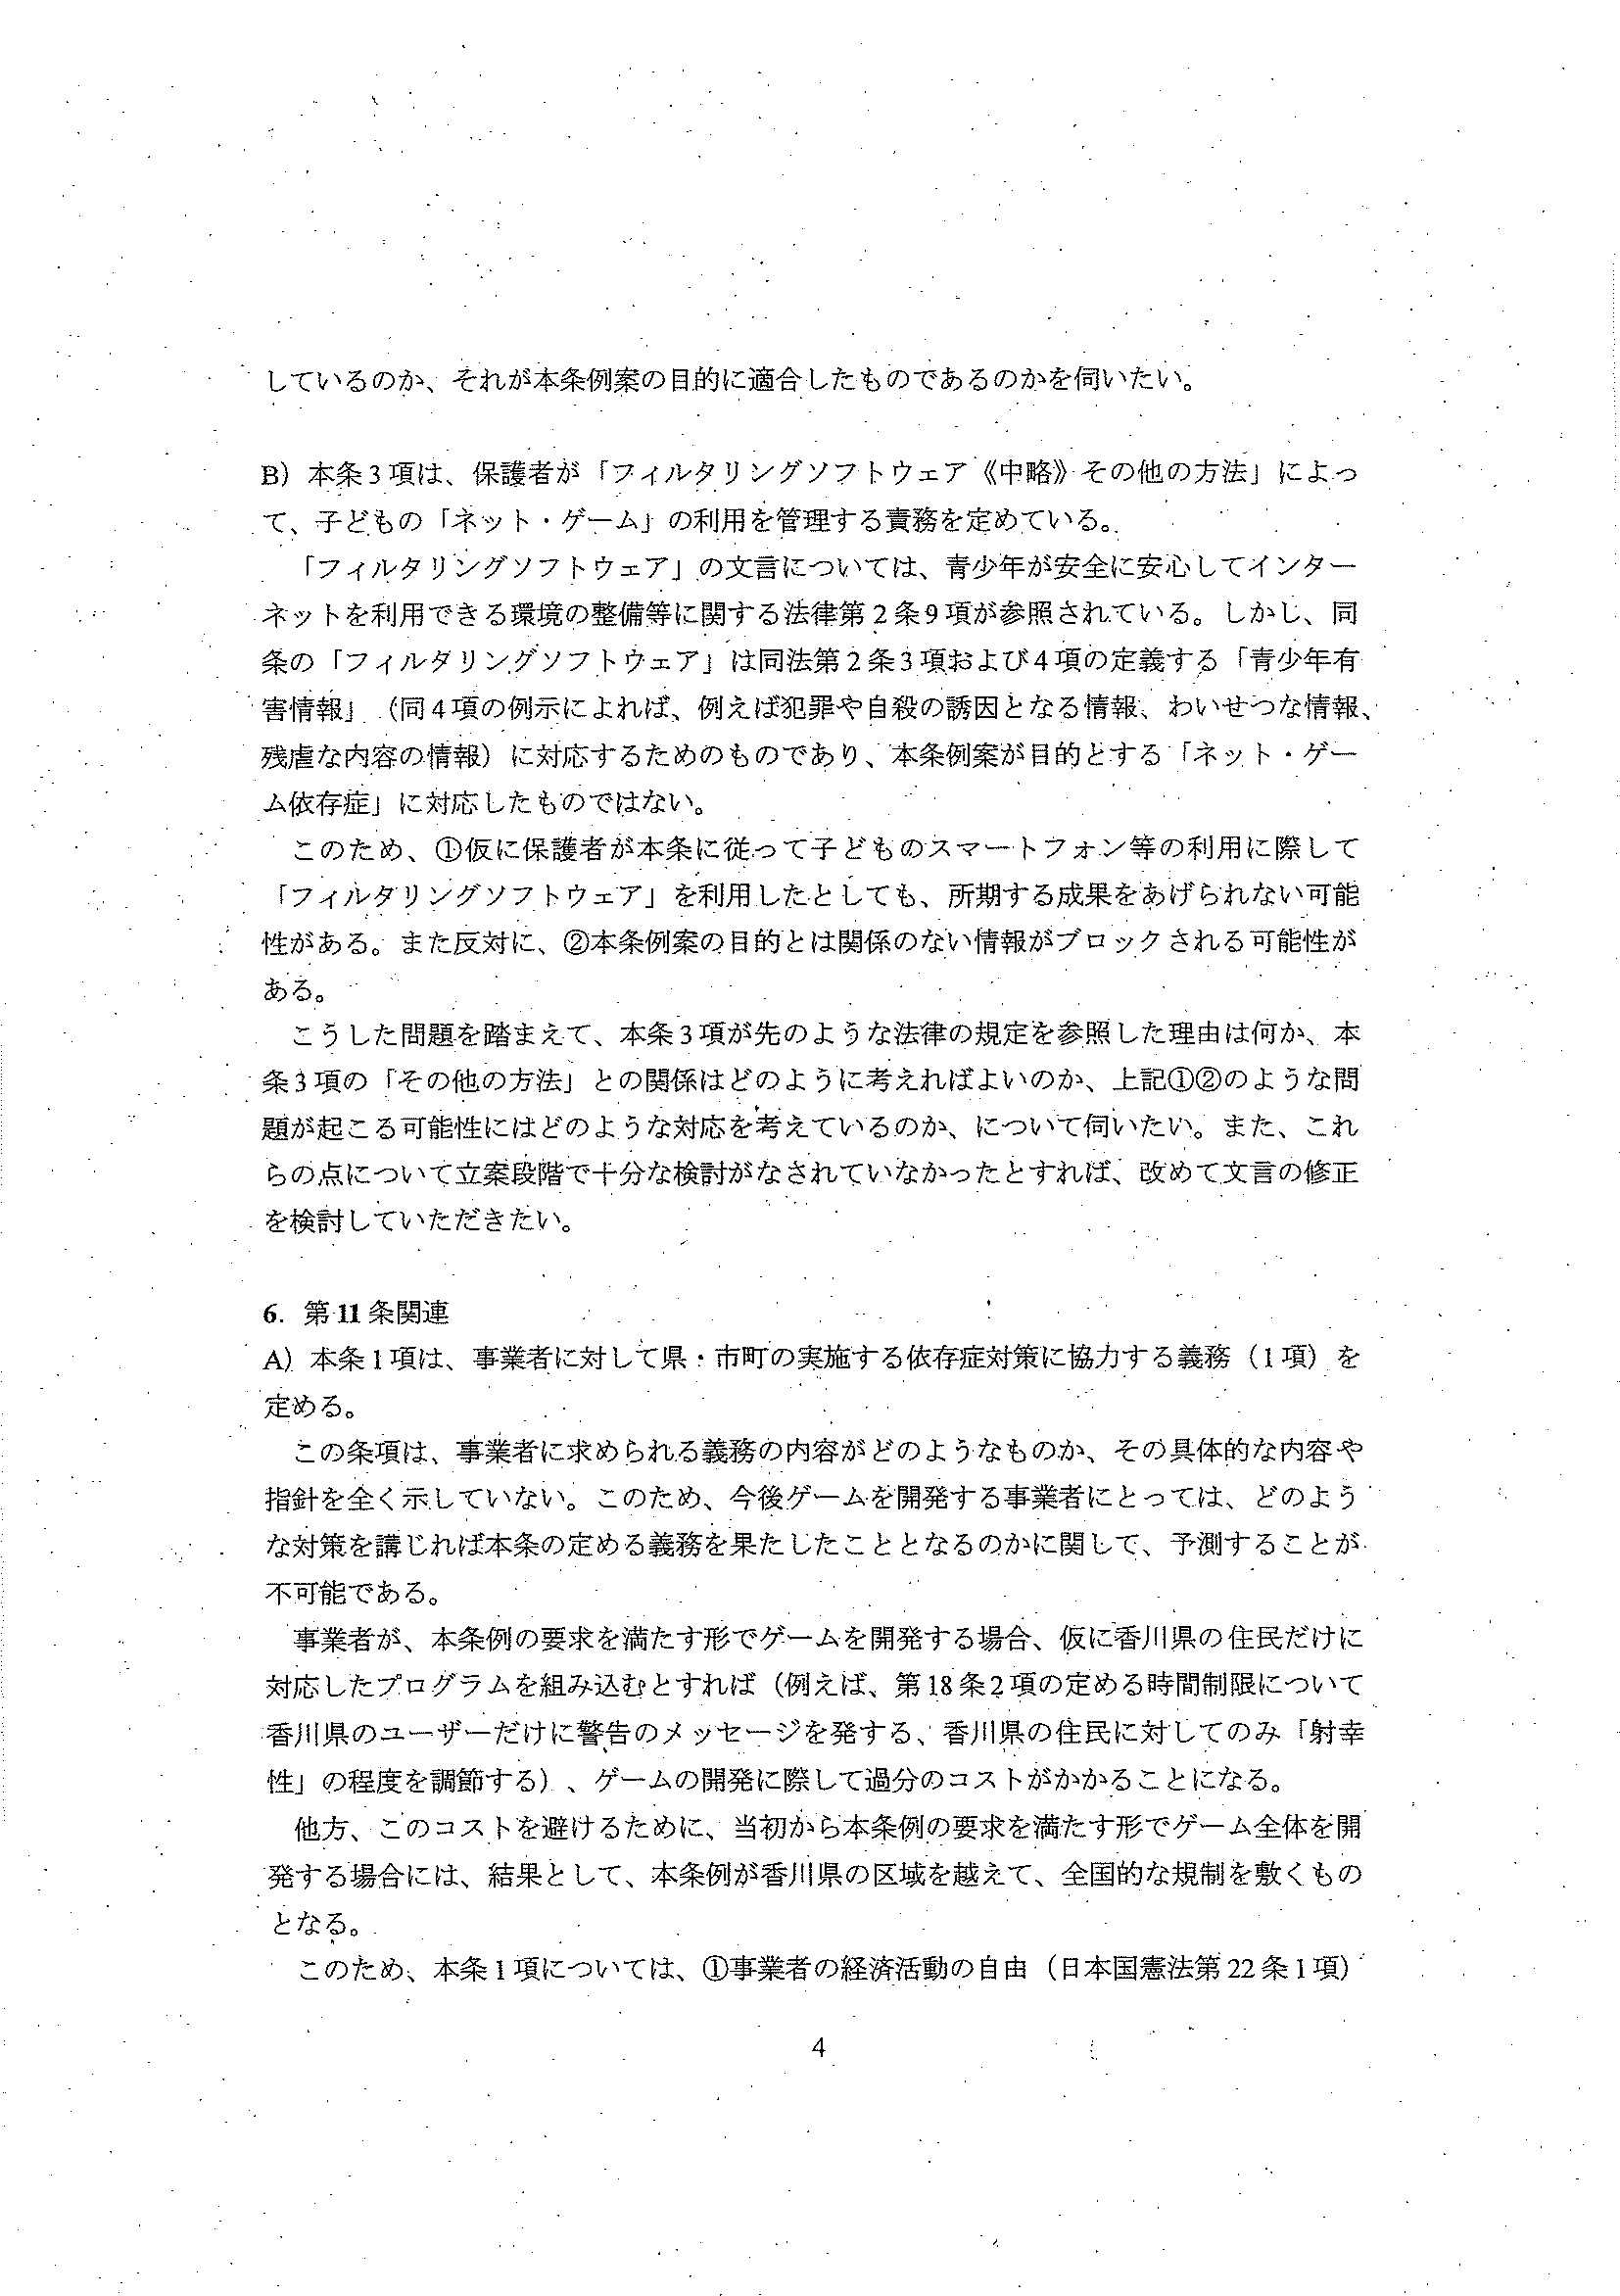 しているのか、それが本条例案の目的に適合したものであるのかを伺いたい。
B）本条3項は、保護者が「フィルタリングソフトウェア《中略》その他の方法」によっ
て、子どもの「ネット・ゲーム」の利用を管理する責務を定めている。
「フィルタリングソフトウェア」の文言については、青少年が安全に安心してインター
ネットを利用できる環境の整備等に関する法律第2条9項が参照されている。しかし、同
条の「フィルタリングソフトウェア」は同法第2条3項および4項の定義する「青少年有
害情報」（同4項の例示によれば、例えば犯罪や自殺の誘因となる情報、わいせつな情報、
残虐な内容の情報）に対応するためのものであり、本条例案が目的とする「ネット・ゲー
ム依存症」に対応したものではない。
このため、①仮に保護者が本条に従って子どものスマートフォン等の利用に際して
「フィルタリングソフトウェア」を利用したとしても、所期する成果をあげられない可能
性がある。また反対に、②本条例案の目的とは関係のない情報がブロックされる可能性が
ある。
こうした問題を踏まえて、本条3項が先のような法律の規定を参照した理由は何か、本
条3項の「その他の方法」との関係はどのように考えればよいのか、上記①②のような問
題が起こる可能性にはどのような対応を考えているのか、について伺いたい。また、これ
らの点について立案段階で十分な検討がなされていなかったとすれば、改めて文言の修正
を検討していただきたい。
6. 第11条関連
A）本条1項は、事業者に対して県・市町の実施する依存症対策に協力する義務（1項）を
定める。
この条項は、事業者に求められる義務の内容がどのようなものか、その具体的な内容や
指針を全く示していない。このため、今後ゲームを開発する事業者にとっては、どのよう
な対策を講じれば本条の定める義務を果たしたこととなるのかに関して、予測することが
不可能である。
事業者が、本条例の要求を満たす形でゲームを開発する場合、仮に香川県の住民だけに
対応したプログラムを組み込むとすれば（例えば、第18条2項の定める時間制限について
香川県のユーザーだけに警告のメッセージを発する、香川県の住民に対してのみ「射幸
性」の程度を調節する）、ゲームの開発に際して過分のコストがかかることになる。
他方、このコストを避けるために、当初から本条例の要求を満たす形でゲーム全体を開
発する場合には、結果として、本条例が香川県の区域を越えて、全国的な規制を敷くもの
となる。
このため、本条1項については、①事業者の経済活動の自由（日本国憲法第22条1項）
4